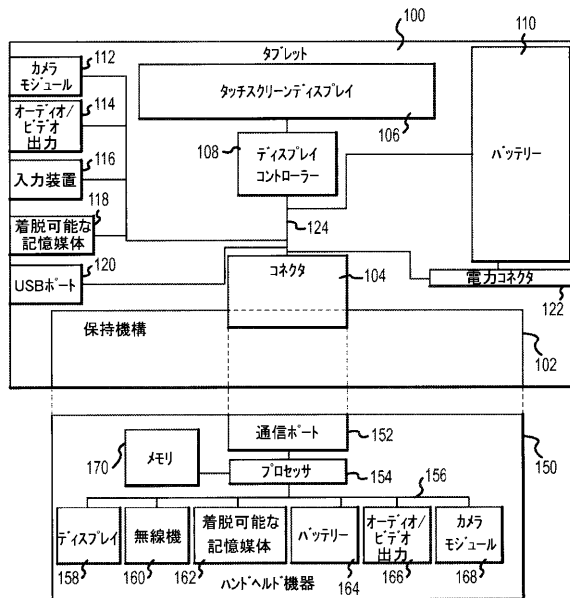 100
110
タブレット
112
カメラ
モジュール
タッチスクリーンディスプレイ
114
オーディオ/
ビデオ
出力
106
108
ディスプレイ
コントローラー
バッテリー
116
入力装置
118
着脱可能な
記憶媒体
124
120
USBポート
コネクタ
104
電力コネクタ
122
保持機構
102
通信ポート
152
150
170
メモリ
プロセッサ
154
156
ディスプレイ
無線機
着脱可能な
記憶媒体
バッテリー
オーディオ/
ビデオ
出力
カメラ
モジュール
158
160
162
164
166
168
ハンドヘルド機器